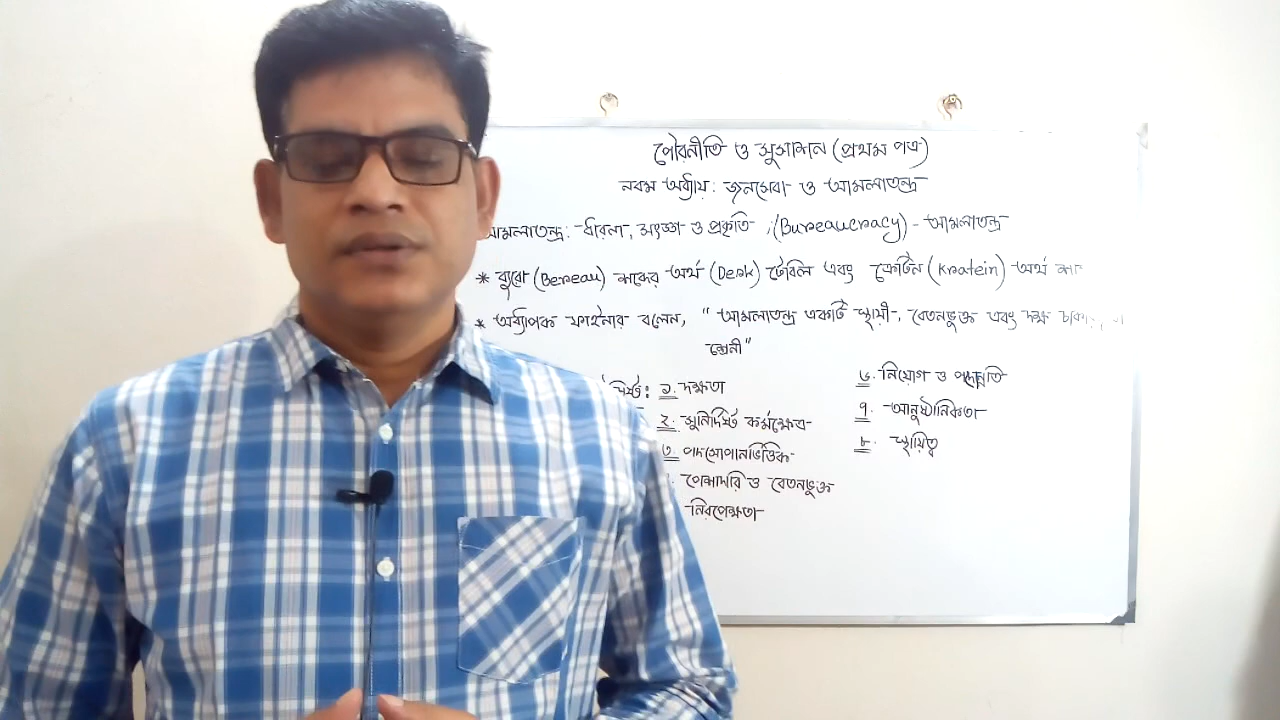 পৌরনীতি ও সুশাসন (প্রথম পত্র)
নবম অধ্যায়: জনসেবা ও আমলাতন্ত্র
আমলাতন্ত্র: ধারনা, সংজ্ঞা ও প্রকৃতি, (Bureaucracy) - আমলাতন্ত্র
* ব্যুরো (Bereau) শব্দের অর্থ (Desk) টেবিল এবং ক্রেটিন (Kratein) অর্থ
* অধ্যাপক ফাইনার বলেন, " আমলাতন্ত্র একটি স্থায়ী, বেতনভুক্ত এবং দক্ষ
শ্রেনী"
১. দক্ষতা
২. সুনির্দিষ্ট কর্মক্ষেত্র
৩. পদসোপানভিত্তিক
পেশাদারি ও বেতনভুক্ত
নিরপেক্ষতা
৬. নিয়োগ ও পদোন্নতি
৭. আনুষ্ঠানিকতা
৮. স্থায়িত্ব